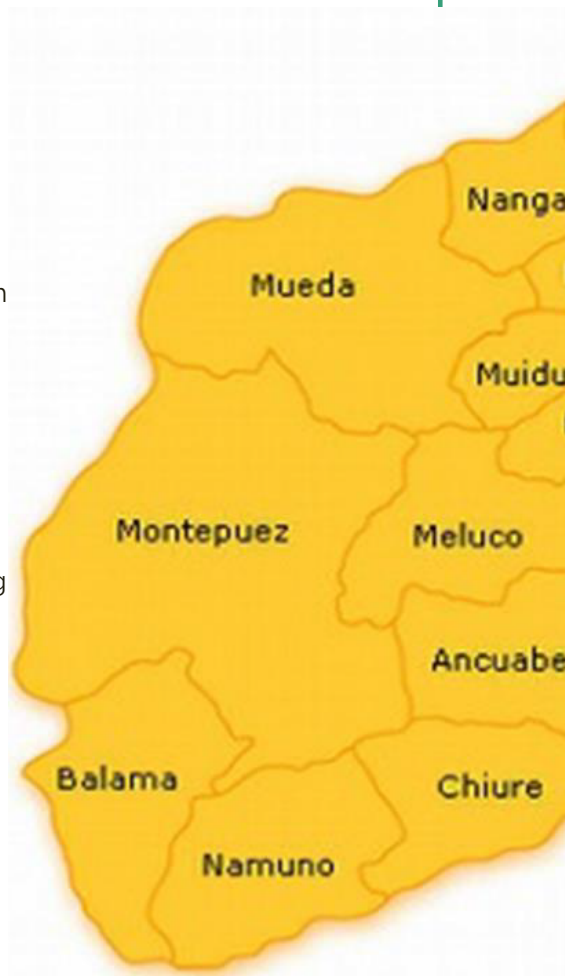 Nanga
n
Mueda
Muidu
Montepuez
Meluco
g
Ancuabe
Balama
Chiure
Namuno